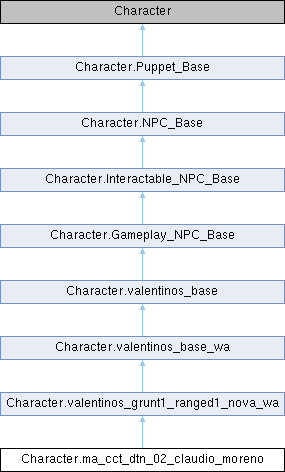 Character
Character.Puppet_Base
Character.NPC_Base
Character.Interactable_NPC_Base
Character.Gameplay_NPC_Base
Character.valentinos_base
Character.valentinos_base_wa
Character.valentinos_grunt1_ranged1_nova_wa
Character.ma_cct_dtn_02_claudio_moreno